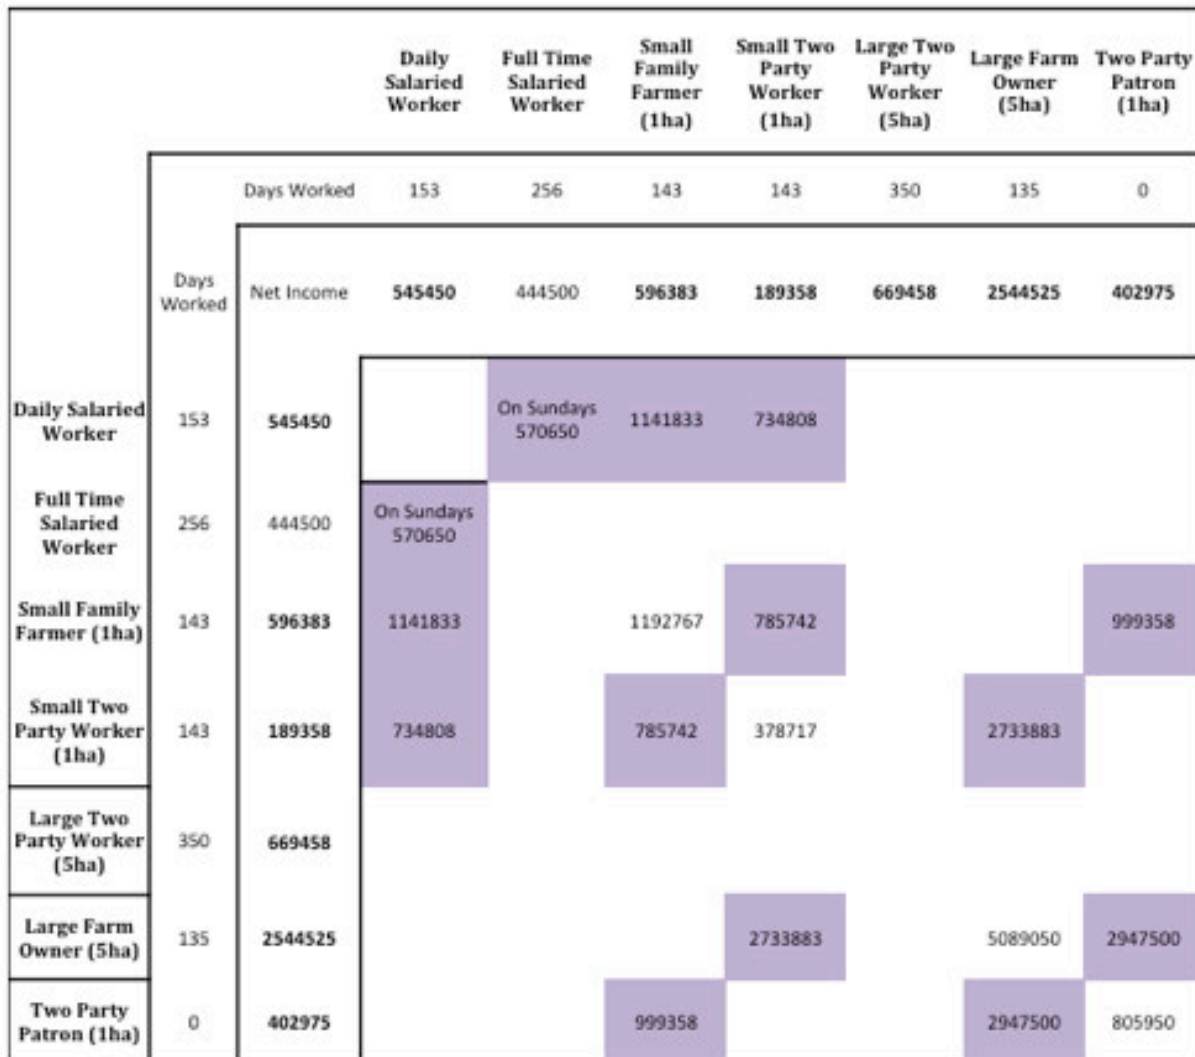 Daily Salaried Worker Full Time Salaried Worker Small Family Farmer (1ha) Small Two Party Worker (1ha) Large Two Party Worker (5ha) Large Farm Owner (5ha) Two Party Patron (1ha)
Days Worked 153 256 143 143 350 135 0
Days Worked Net Income 545450 444500 596383 189358 669458 2544525 402975
Daily Salaried Worker 153 545450 On Sundays 570650 1141833 734808
Full Time Salaried Worker 256 444500 On Sundays 570650
Small Family Farmer (1ha) 143 596383 1141833 1192767 785742 999358
Small Two Party Worker (1ha) 143 189358 734808 785742 378717 2733883
Large Two Party Worker (5ha) 350 669458
Large Farm Owner (5ha) 135 2544525 2733883 5089050 2947500
Two Party Patron (1ha) 0 402975 999358 2947500 805950